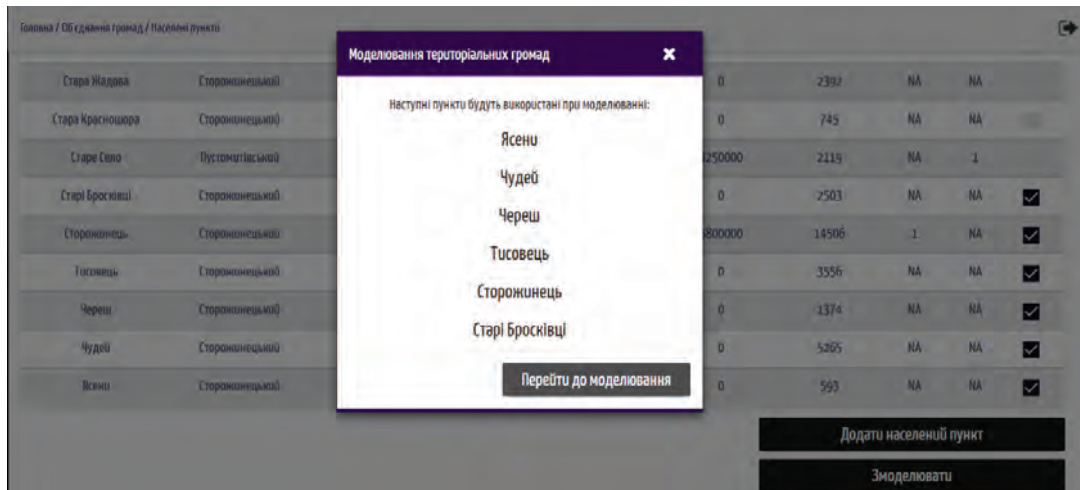 Головна / Об'єднання громад / Населені пункти
Моделювання територіальних громад
Наступні пункти будуть використані при моделюванні:
Ясени
Чудей
Череш
Тисовець
Сторожинець
Старі Бросківці
Перейти до моделювання
Стара Жадова Сторожинецький 0 2392 NA NA
Стара Красношора Сторожинецький 0 745 NA NA
Старе Село Пустомитівський 250000 2119 NA 1
Старі Бросківці Сторожинецький 0 2503 NA NA
Сторожинець Сторожинецький 800000 14506 1 NA
Тисовець Сторожинецький 0 3556 NA NA
Череш Сторожинецький 0 1374 NA NA
Чудей Сторожинецький 0 NA NA
Ясени Сторожинецький 0 593 NA NA
Додати населений пункт
Змоделювати